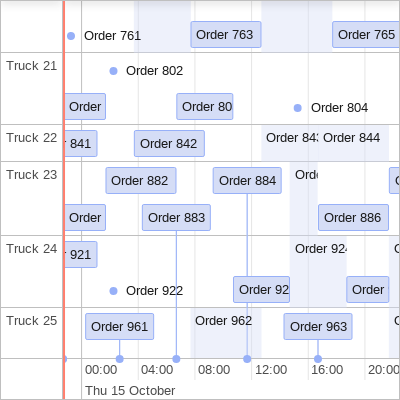 Order 761 Order 763 Order 765
Truck 21
Order 802
Order Order 80 Order 804
Truck 22 841 Order 842 Order 843 Order 844
Truck 23
Order 882 Order 884
Order Order 883 Order 886
Truck 24 921 Order 924
Order 922 Order 92 Order
Truck 25 Order 961 Order 962 Order 963
00:00 04:00 08:00 12:00 16:00 20:00
Thu 15 October